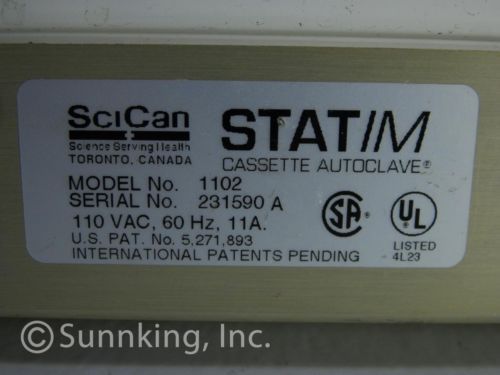 SciCan
Science Serving Health
TORONTO, CANADA
STATIM
CASSETTE AUTOCLAVE®
MODEL No. 1102
SERIAL No. 231590 A
110 VAC, 60 Hz, 11A.
U.S. PAT. No. 5,271,893
INTERNATIONAL PATENTS PENDING
SA
UL
LISTED
4L23
© Sunnking, Inc.